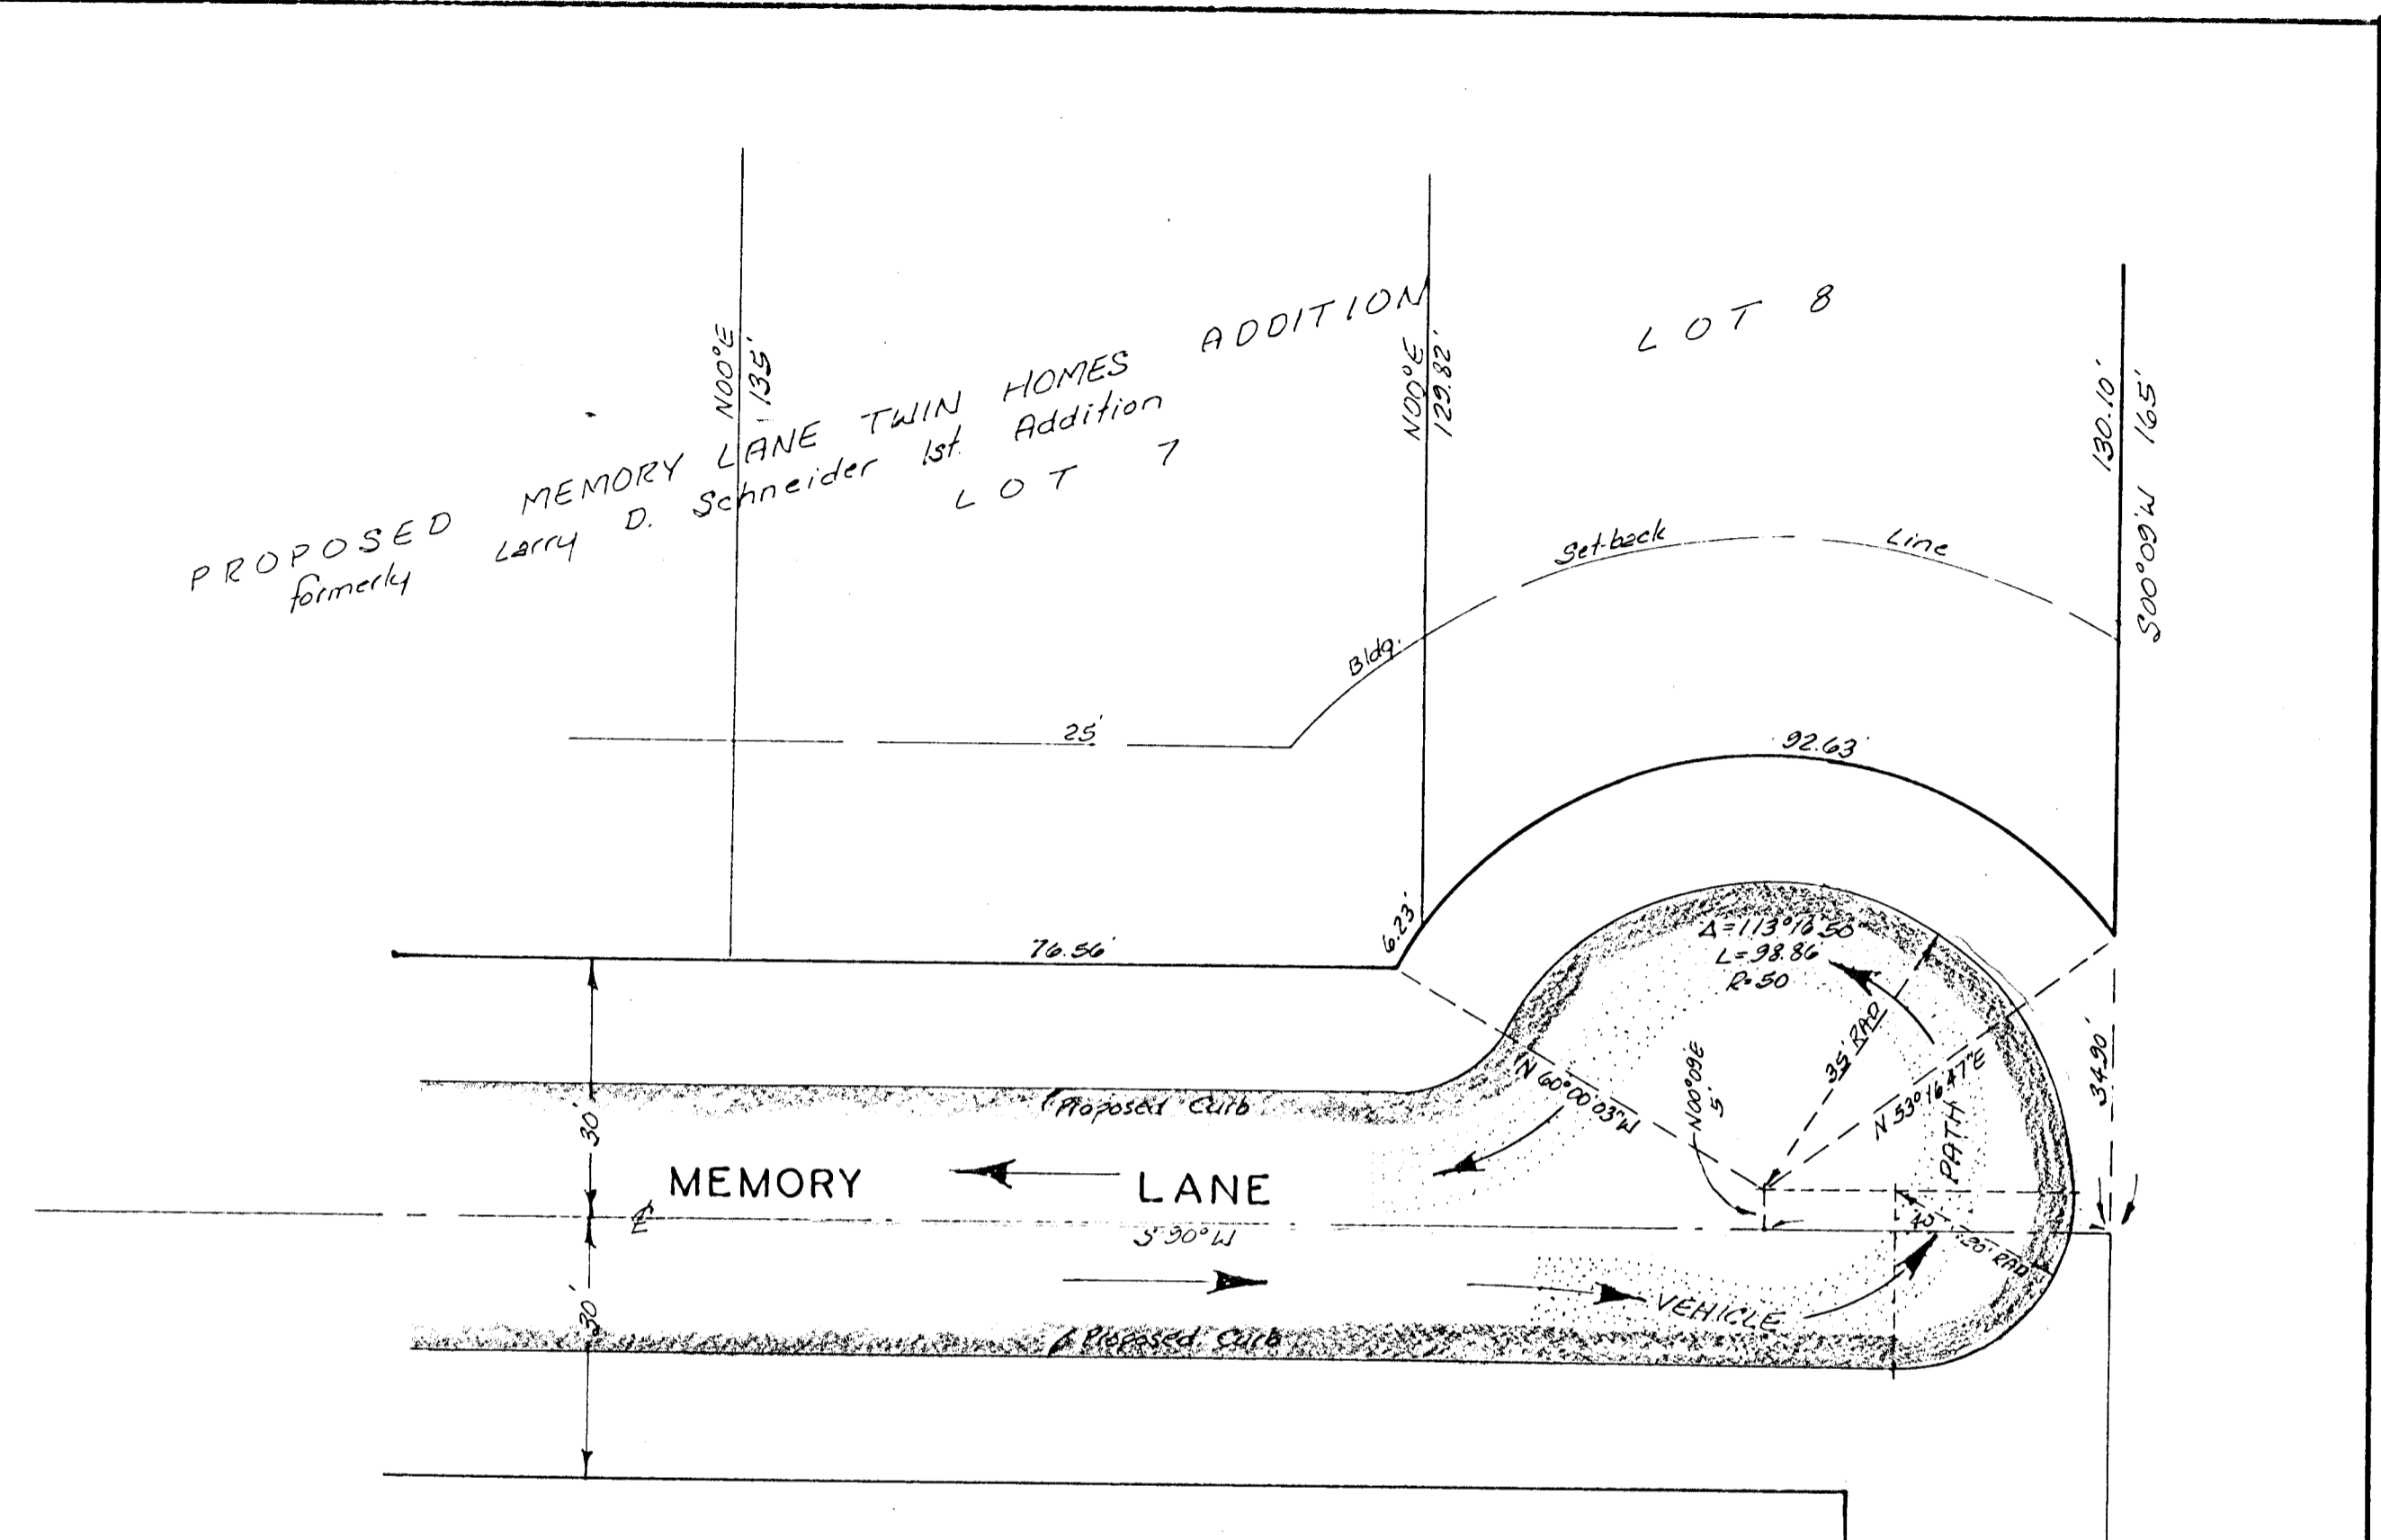 PROPOSED MEMORY LANE TWIN HOMES ADDITION
formerly Larry D. Schneider 1st. Addition
LOT 7
LOT 8
N00°E
135'
N00°E
129.82'
130.10'
S00°09'W 165'
Bldg. Set-back Line
25'
92.63'
6.23'
76.56'
Δ=113°16'50"
L=98.86'
R=50
35' RAD
N 60°00'03"W
N00°09'E
5'
N 53°16'47"E
34.90'
PATH
40'
20' RAD
Proposed Curb
30'
MEMORY LANE
℄
S 90° W
VEHICLE
30'
Proposed Curb